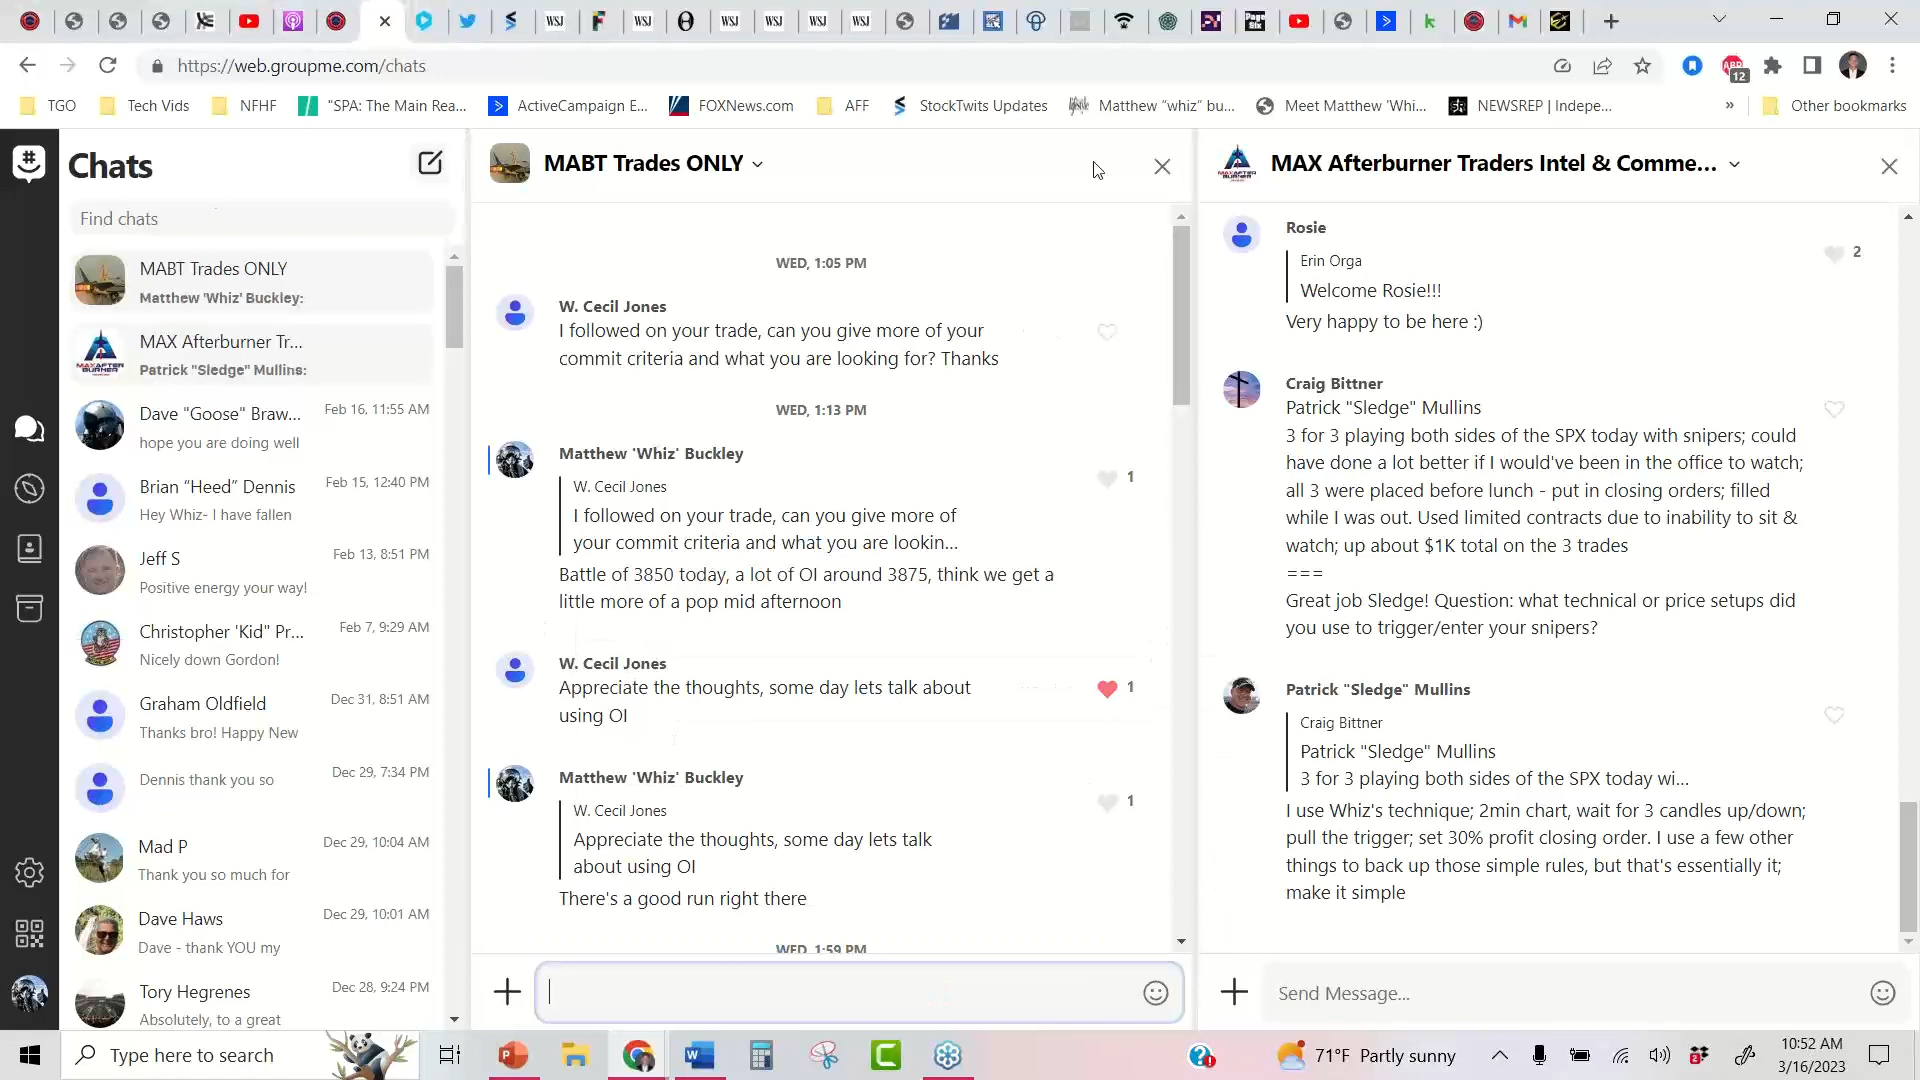 https://web.groupme.com/chats
12
TGO
Tech Vids
NFHF
"SPA: The Main Rea...
ActiveCampaign E...
FOXNews.com
AFF
StockTwits Updates
Matthew “whiz” bu...
Meet Matthew 'Whi...
NEWSREP | Indepe...
»
Other bookmarks
Chats
Find chats
MABT Trades ONLY
Matthew 'Whiz' Buckley:
MAX Afterburner Tr...
Patrick "Sledge" Mullins:
Dave "Goose" Braw...
Feb 16, 11:55 AM
hope you are doing well
Brian “Heed” Dennis
Feb 15, 12:40 PM
Hey Whiz- I have fallen
Jeff S
Feb 13, 8:51 PM
Positive energy your way!
Christopher 'Kid" Pr...
Feb 7, 9:29 AM
Nicely down Gordon!
Graham Oldfield
Dec 31, 8:51 AM
Thanks bro! Happy New
Dennis thank you so
Dec 29, 7:34 PM
Mad P
Dec 29, 10:04 AM
Thank you so much for
Dave Haws
Dec 29, 10:01 AM
Dave - thank YOU my
Tory Hegrenes
Dec 28, 9:24 PM
Absolutely, to a great
MABT Trades ONLY
WED, 1:05 PM
W. Cecil Jones
I followed on your trade, can you give more of your
commit criteria and what you are looking for? Thanks
WED, 1:13 PM
Matthew 'Whiz' Buckley
1
W. Cecil Jones
I followed on your trade, can you give more of
your commit criteria and what you are lookin...
Battle of 3850 today, a lot of OI around 3875, think we get a
little more of a pop mid afternoon
W. Cecil Jones
Appreciate the thoughts, some day lets talk about
using OI
1
Matthew 'Whiz' Buckley
1
W. Cecil Jones
Appreciate the thoughts, some day lets talk
about using OI
There's a good run right there
WED, 1:59 PM
MAX Afterburner Traders Intel & Comme...
Rosie
2
Erin Orga
Welcome Rosie!!!
Very happy to be here :)
Craig Bittner
Patrick "Sledge" Mullins
3 for 3 playing both sides of the SPX today with snipers; could
have done a lot better if I would've been in the office to watch;
all 3 were placed before lunch - put in closing orders; filled
while I was out. Used limited contracts due to inability to sit &
watch; up about $1K total on the 3 trades
===
Great job Sledge! Question: what technical or price setups did
you use to trigger/enter your snipers?
Patrick "Sledge" Mullins
Craig Bittner
Patrick "Sledge" Mullins
3 for 3 playing both sides of the SPX today wi...
I use Whiz's technique; 2min chart, wait for 3 candles up/down;
pull the trigger; set 30% profit closing order. I use a few other
things to back up those simple rules, but that's essentially it;
make it simple
Send Message...
Type here to search
71°F Partly sunny
10:52 AM
3/16/2023